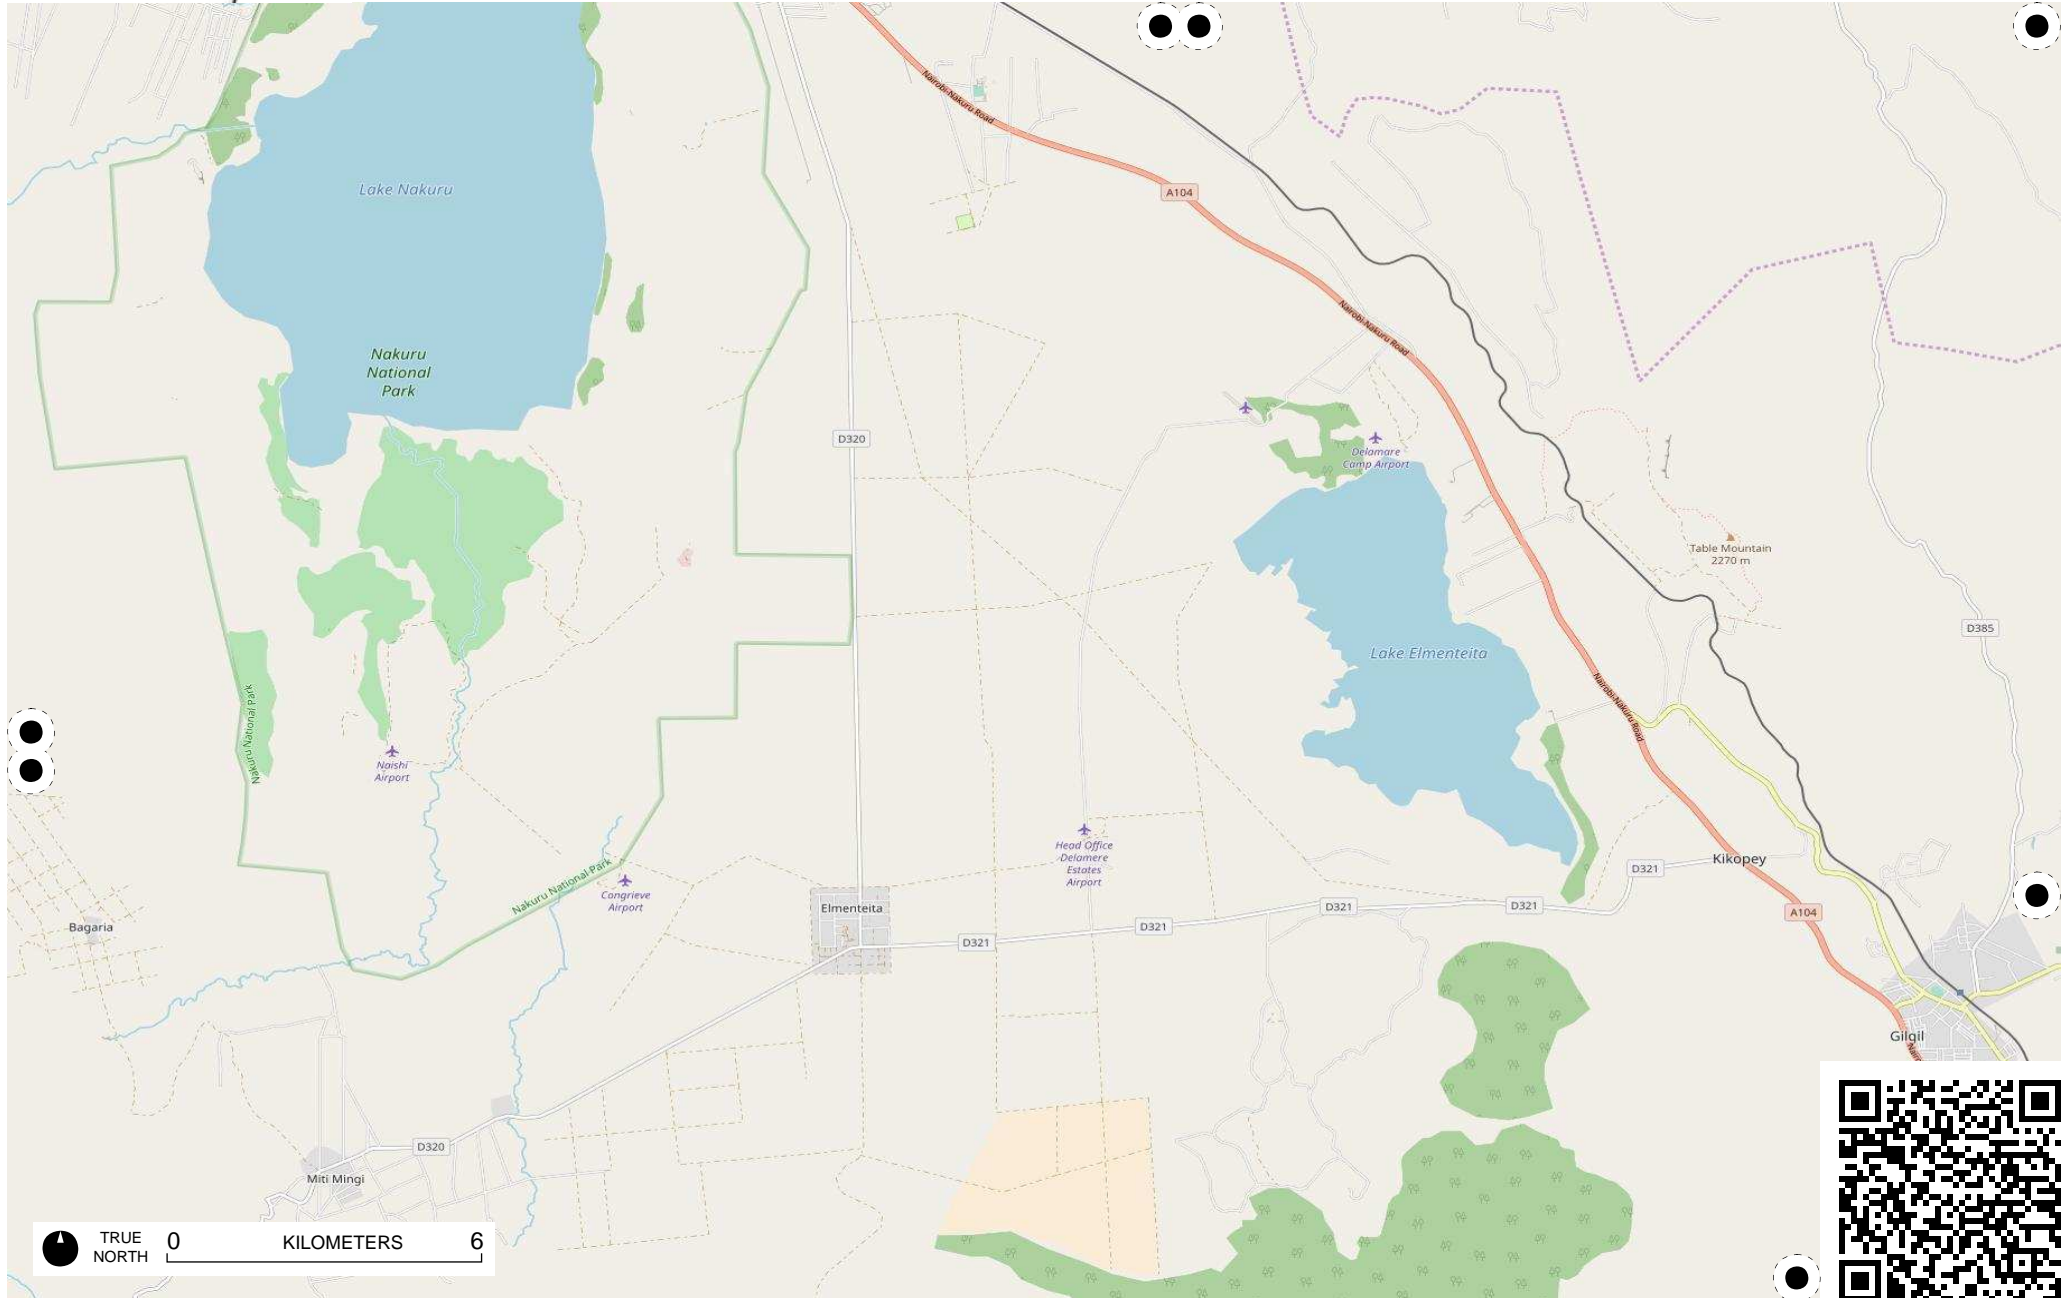 Nairobi-Nakuru Road
Lake Nakuru
A104
Nakuru
National
Park
Nairobi-Nakuru Road
D320
Delamare
Camp Airport
Table Mountain
2270 m
D385
Lake Elmenteita
Nakuru National Park
Nairobi-Nakuru Road
Naishi
Airport
Head Office
Delamere
Estates
Airport
Kikopey
D321
Nakuru National Park
Congrieve
Airport
Elmenteita
D321
D321
D321
D321
A104
Bagaria
Gilgil
D320
Miti Mingi
TRUE
NORTH
0 KILOMETERS 6